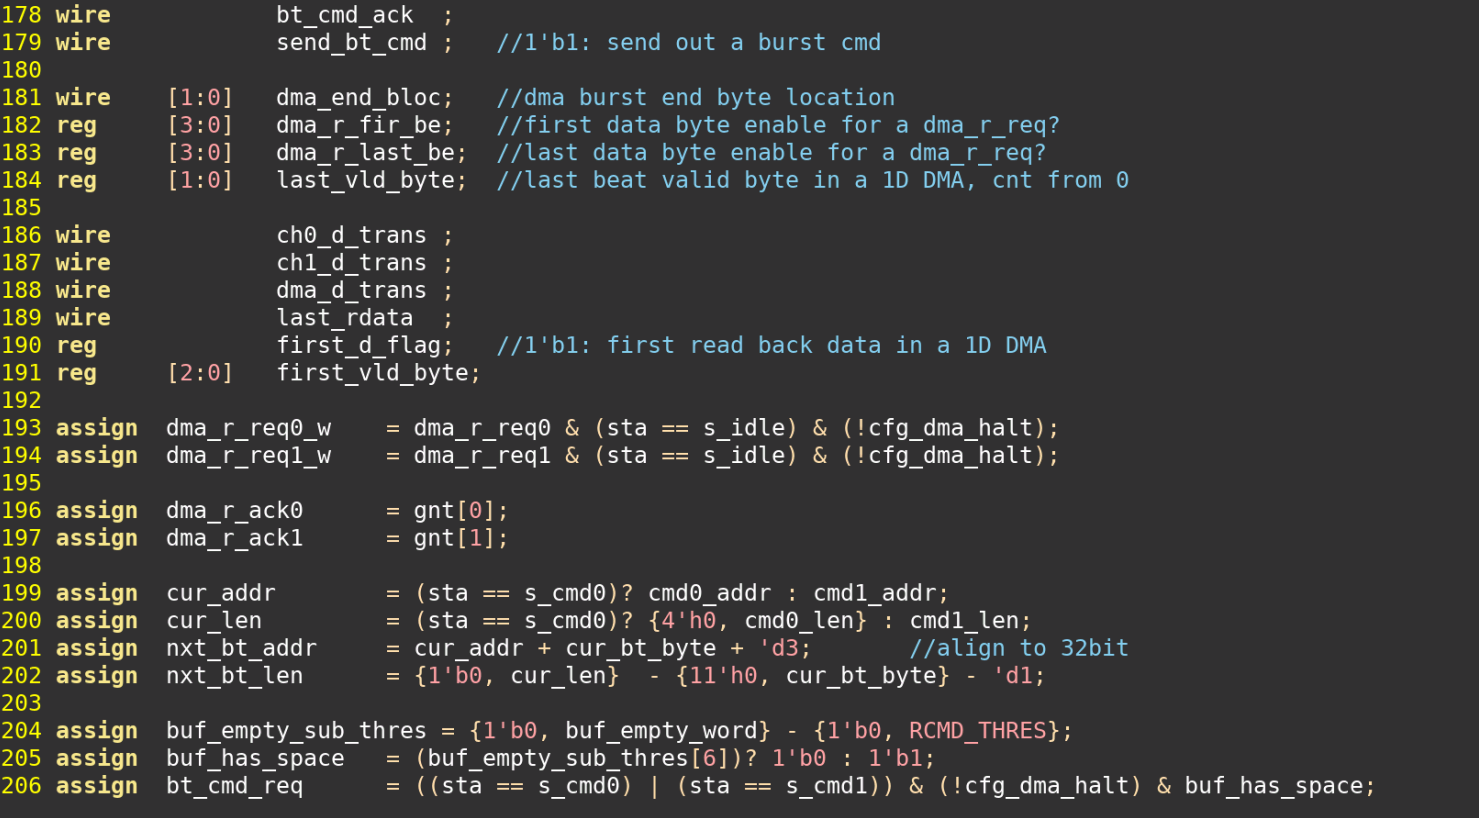 178 wire            bt_cmd_ack  ;
179 wire            send_bt_cmd ;   //1'b1: send out a burst cmd
180
181 wire    [1:0]   dma_end_bloc;   //dma burst end byte location
182 reg     [3:0]   dma_r_fir_be;   //first data byte enable for a dma_r_req?
183 reg     [3:0]   dma_r_last_be;  //last data byte enable for a dma_r_req?
184 reg     [1:0]   last_vld_byte;  //last beat valid byte in a 1D DMA, cnt from 0
185
186 wire            ch0_d_trans ;
187 wire            ch1_d_trans ;
188 wire            dma_d_trans ;
189 wire            last_rdata  ;
190 reg             first_d_flag;   //1'b1: first read back data in a 1D DMA
191 reg     [2:0]   first_vld_byte;
192
193 assign  dma_r_req0_w    = dma_r_req0 & (sta == s_idle) & (!cfg_dma_halt);
194 assign  dma_r_req1_w    = dma_r_req1 & (sta == s_idle) & (!cfg_dma_halt);
195
196 assign  dma_r_ack0      = gnt[0];
197 assign  dma_r_ack1      = gnt[1];
198
199 assign  cur_addr        = (sta == s_cmd0)? cmd0_addr : cmd1_addr;
200 assign  cur_len         = (sta == s_cmd0)? {4'h0, cmd0_len} : cmd1_len;
201 assign  nxt_bt_addr     = cur_addr + cur_bt_byte + 'd3;       //align to 32bit
202 assign  nxt_bt_len      = {1'b0, cur_len}  - {11'h0, cur_bt_byte} - 'd1;
203
204 assign  buf_empty_sub_thres = {1'b0, buf_empty_word} - {1'b0, RCMD_THRES};
205 assign  buf_has_space   = (buf_empty_sub_thres[6])? 1'b0 : 1'b1;
206 assign  bt_cmd_req      = ((sta == s_cmd0) | (sta == s_cmd1)) & (!cfg_dma_halt) & buf_has_space;